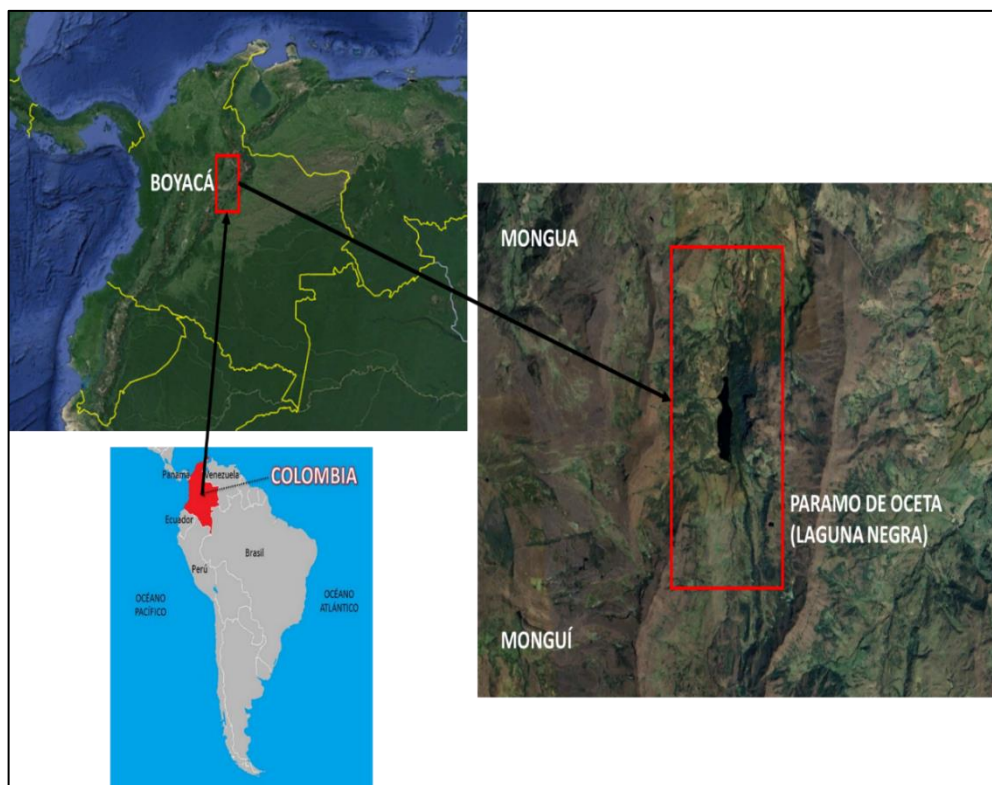 BOYACÁ
MONGUA
PARAMO DE OCETA
(LAGUNA NEGRA)
MONGUÍ
Panamá
Venezuela
COLOMBIA
Ecuador
Brasil
Perú
OCÉANO
PACÍFICO
OCÉANO
ATLÁNTICO